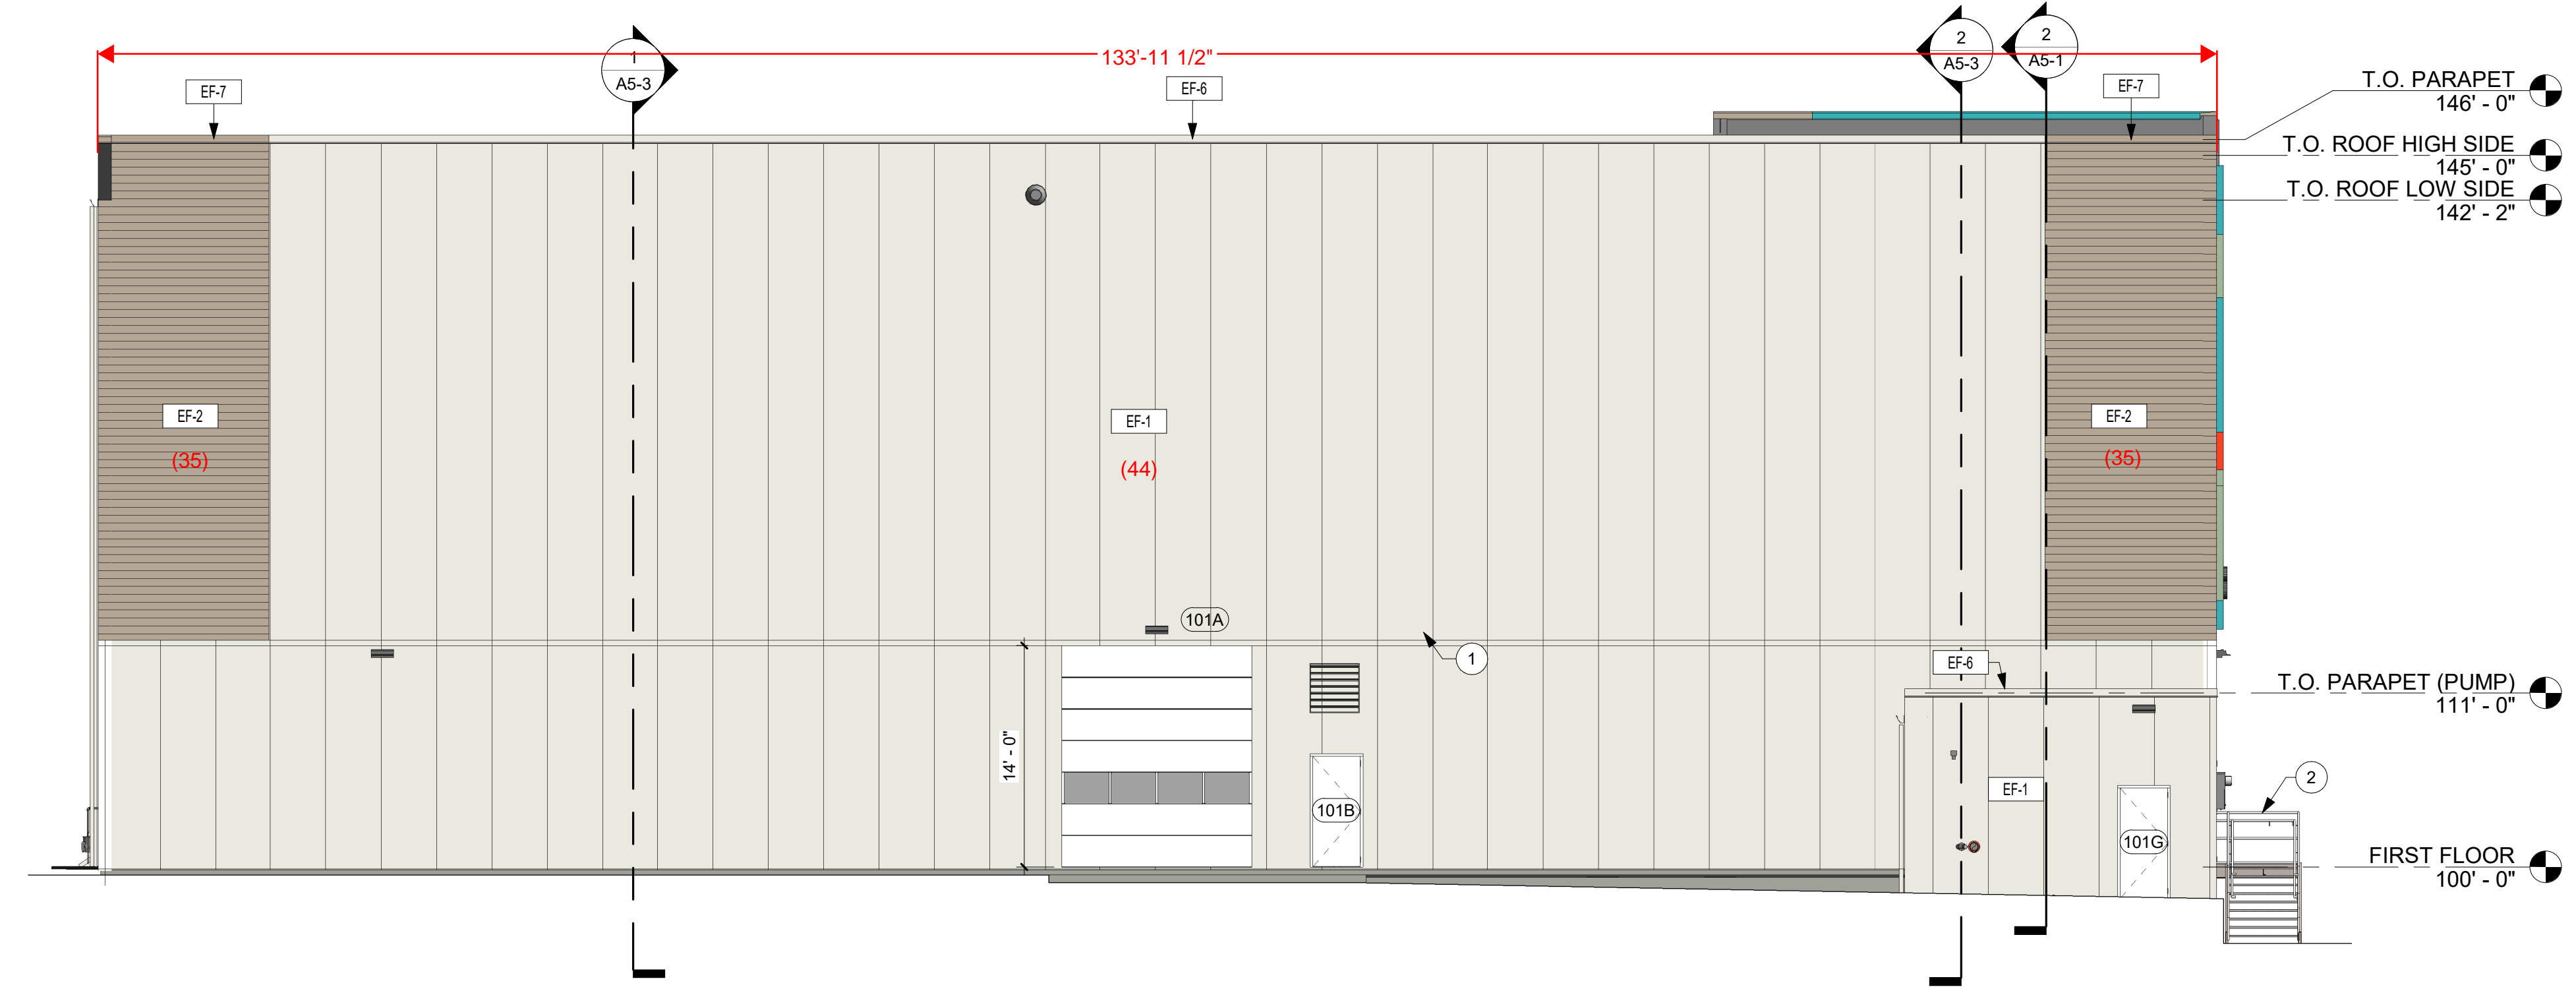 133'-11 1/2"
1
A5-3
2
A5-3
2
A5-1
EF-7
EF-6
EF-7
T.O. PARAPET
146' - 0"
T.O. ROOF HIGH SIDE
145' - 0"
T.O. ROOF LOW SIDE
142' - 2"
EF-2
(35)
EF-1
(44)
EF-2
(35)
101A
1
EF-6
T.O. PARAPET (PUMP)
111' - 0"
14' - 0"
101B
EF-1
2
101G
FIRST FLOOR
100' - 0"